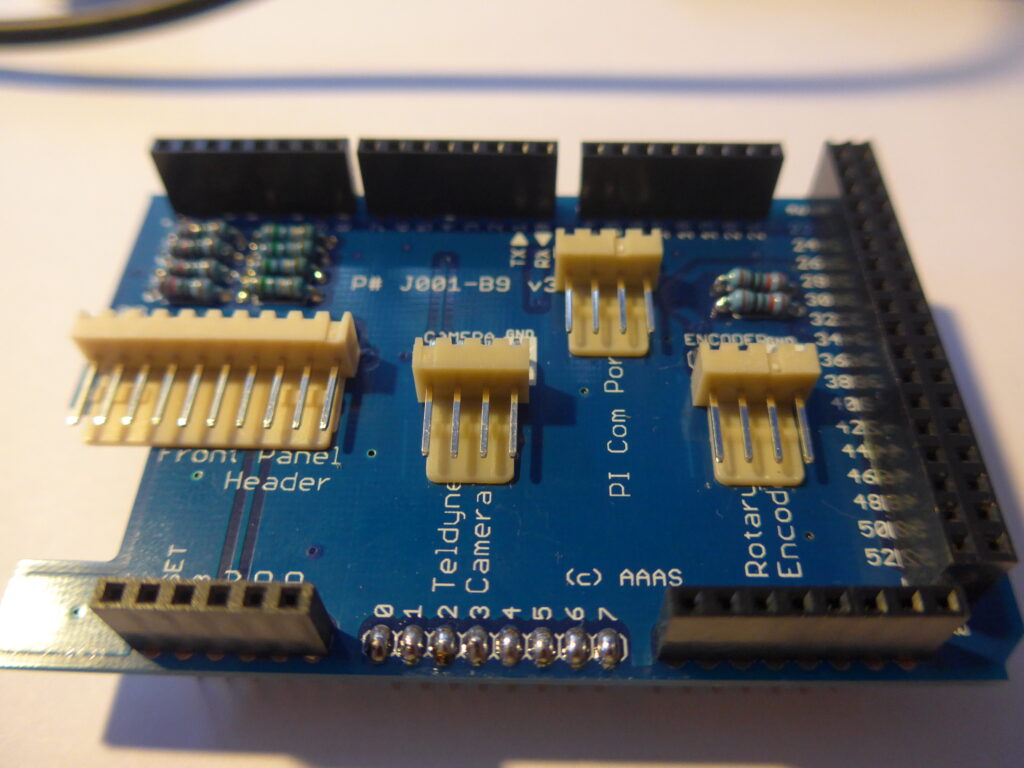 TX RX
P# J001-B9 v3
CAMERA GND
ENCODER GND
24
26
28
30
32
34
36
38
40
42
44
46
48
50
52
PI Com Port
Front Panel
Header
Teldyne
Camera
Rotary
Encod
(c) AAAS
0 1 2 3 4 5 6 7